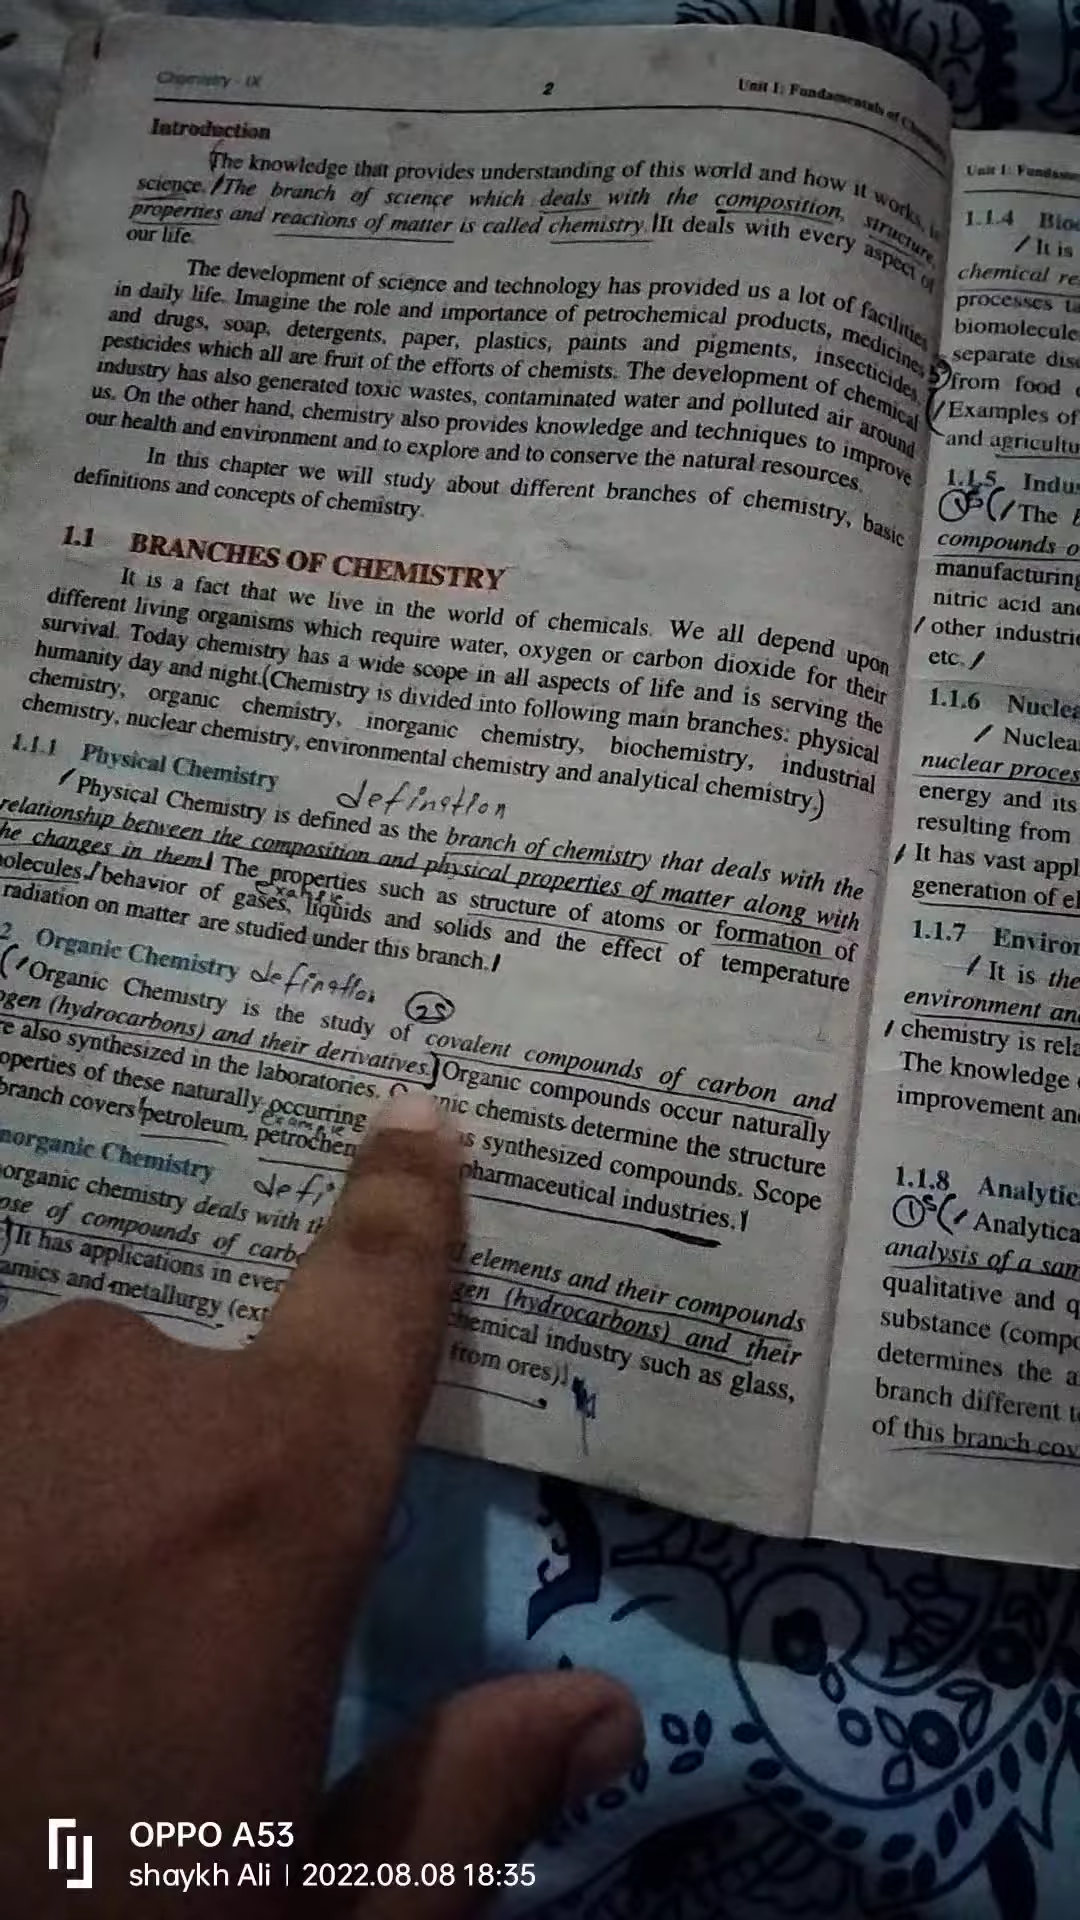 Chemistry - IX
2
Unit 1: Fundamentals of
Introduction
The knowledge that provides understanding of this world and how it works, is
science. The branch of science which deals with the composition, structure,
properties and reactions of matter is called chemistry. It deals with every aspect of
our life.
The development of science and technology has provided us a lot of facilities
in daily life. Imagine the role and importance of petrochemical products, medicines
and drugs, soap, detergents, paper, plastics, paints and pigments, insecticides,
pesticides which all are fruit of the efforts of chemists. The development of chemical
industry has also generated toxic wastes, contaminated water and polluted air around
us. On the other hand, chemistry also provides knowledge and techniques to improve
our health and environment and to explore and to conserve the natural resources.
In this chapter we will study about different branches of chemistry, basic
definitions and concepts of chemistry.
1.1 BRANCHES OF CHEMISTRY
It is a fact that we live in the world of chemicals. We all depend upon
different living organisms which require water, oxygen or carbon dioxide for their
survival. Today chemistry has a wide scope in all aspects of life and is serving the
humanity day and night. (Chemistry is divided into following main branches: physical
chemistry, organic chemistry, inorganic chemistry, biochemistry, industrial
chemistry, nuclear chemistry, environmental chemistry and analytical chemistry.)
1.1.1 Physical Chemistry
defination
Physical Chemistry is defined as the branch of chemistry that deals with the
relationship between the composition and physical properties of matter along with
he changes in them. The properties such as structure of atoms or formation of
olecules, behavior of gases, liquids and solids and the effect of temperature
radiation on matter are studied under this branch.
2 Organic Chemistry defination
25
Organic Chemistry is the study of covalent compounds of carbon and
ogen (hydrocarbons) and their derivatives. Organic compounds occur naturally
re also synthesized in the laboratories. nic chemists determine the structure
operties of these naturally occurring as synthesized compounds. Scope
branch covers petroleum, petrochem pharmaceutical industries.
norganic Chemistry defi
organic chemistry deals with th elements and their compounds
ose of compounds of carb gen (hydrocarbons) and their
It has applications in ever chemical industry such as glass,
amics and metallurgy (ext from ores).
Unit 1: Fundame
1.1.4 Bioc
It is
chemical re
processes ta
biomolecule
separate dis
from food
Examples of
and agricultu
1.1.5 Indus
The b
compounds o
manufacturing
nitric acid and
other industrie
etc.
1.1.6 Nuclea
Nuclea
nuclear proces
energy and its
resulting from
It has vast appl
generation of el
1.1.7 Environ
It is the
environment an
chemistry is rela
The knowledge
improvement an
1.1.8 Analytic
Analytica
analysis of a sam
qualitative and q
substance (compo
determines the a
branch different t
of this branch cov
OPPO A53
shaykh Ali | 2022.08.08 18:35